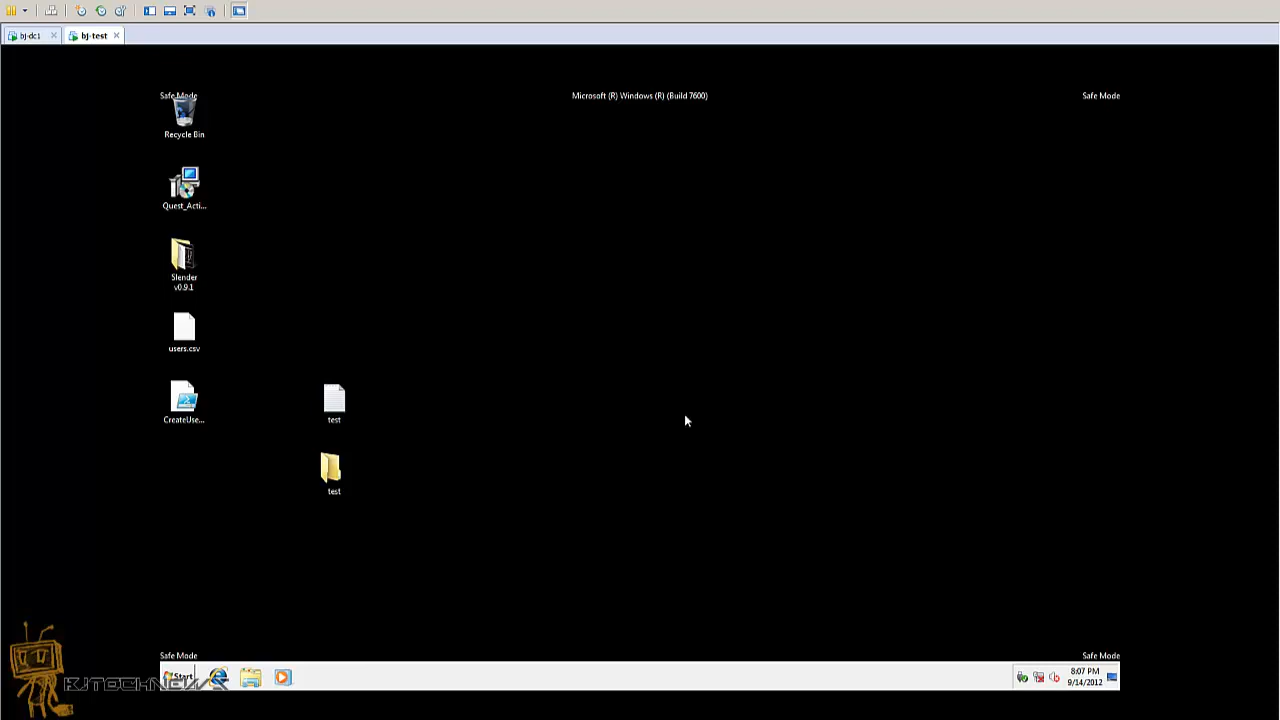 bj-dc1
bj-test
Safe Mode
Microsoft (R) Windows (R) (Build 7600)
Safe Mode
Recycle Bin
Quest_Acti...
Slender
v0.9.1
users.csv
CreateUse...
test
test
Safe Mode
Safe Mode
Start
8:07 PM
9/14/2012
BJTECHNEWS